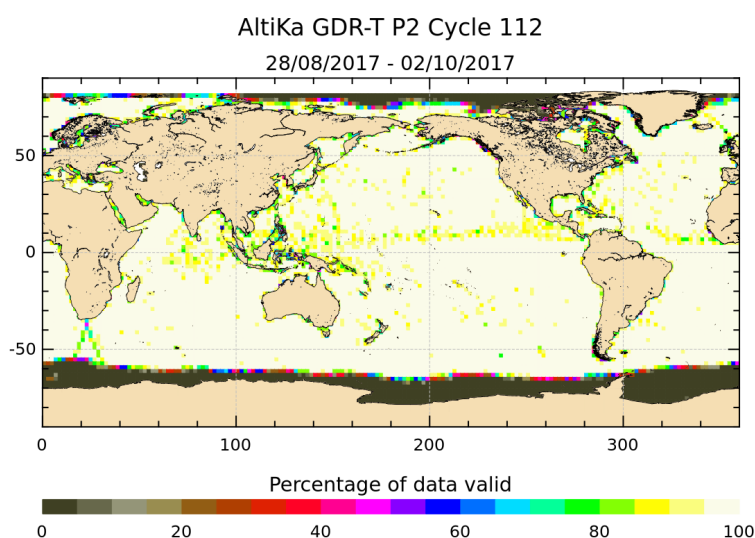 AltiKa GDR-T P2 Cycle 112
28/08/2017 - 02/10/2017
50
0
-50
0 100 200 300
Percentage of data valid
0 20 40 60 80 100